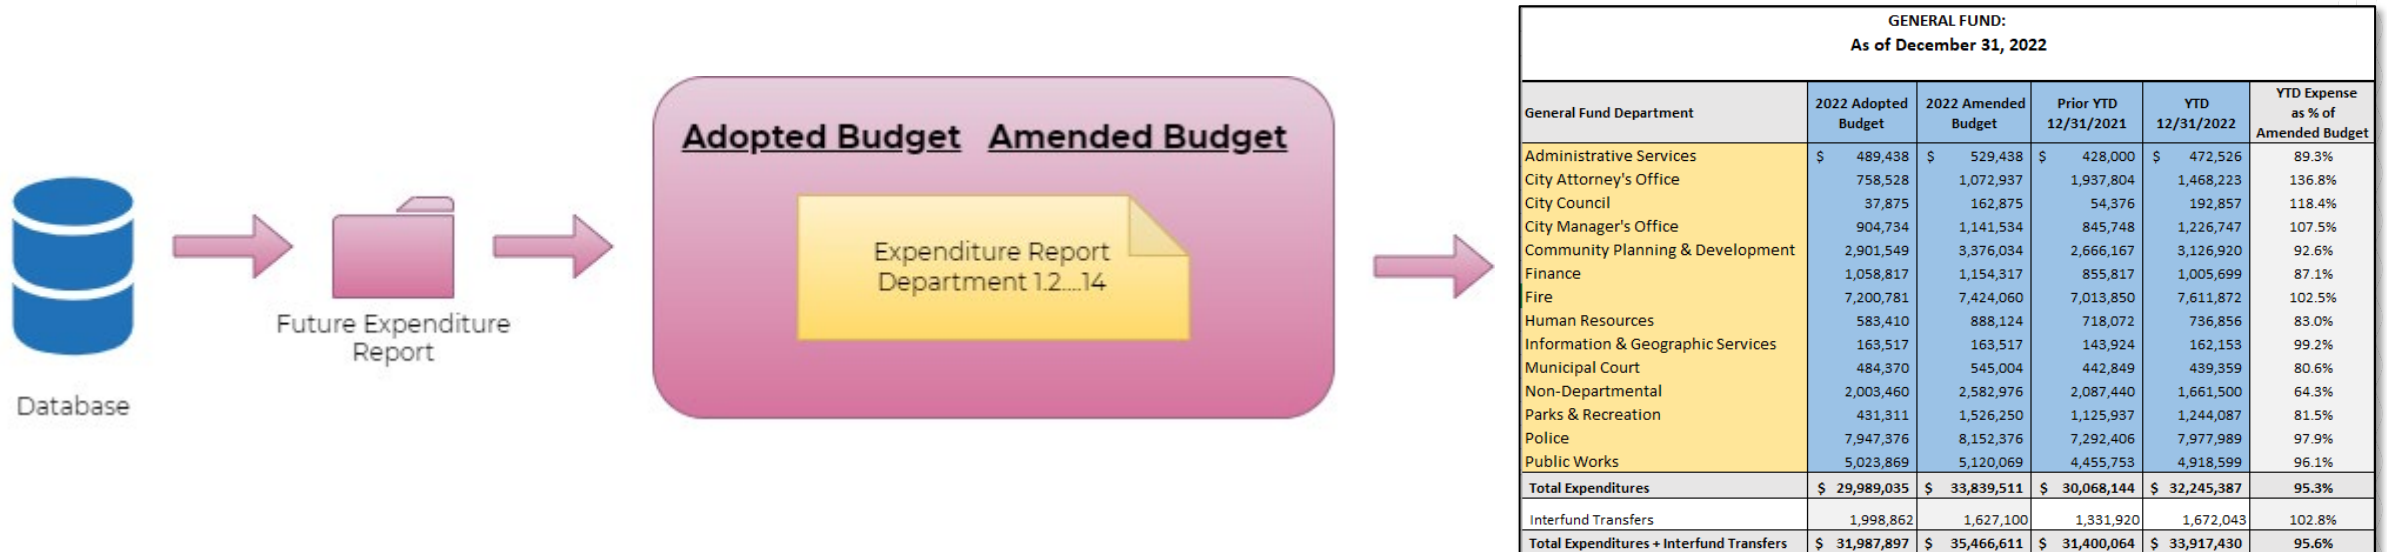 Database
Future Expenditure
Report
Adopted Budget Amended Budget
Expenditure Report
Department 1.2....14
GENERAL FUND:
As of December 31, 2022
General Fund Department
2022 Adopted
Budget
2022 Amended
Budget
Prior YTD
12/31/2021
YTD
12/31/2022
YTD Expense
as % of
Amended Budget
Administrative Services $ 489,438 $ 529,438 $ 428,000 $ 472,526 89.3%
City Attorney's Office 758,528 1,072,937 1,937,804 1,468,223 136.8%
City Council 37,875 162,875 54,376 192,857 118.4%
City Manager's Office 904,734 1,141,534 845,748 1,226,747 107.5%
Community Planning & Development 2,901,549 3,376,034 2,666,167 3,126,920 92.6%
Finance 1,058,817 1,154,317 855,817 1,005,699 87.1%
Fire 7,200,781 7,424,060 7,013,850 7,611,872 102.5%
Human Resources 583,410 888,124 718,072 736,856 83.0%
Information & Geographic Services 163,517 163,517 143,924 162,153 99.2%
Municipal Court 484,370 545,004 442,849 439,359 80.6%
Non-Departmental 2,003,460 2,582,976 2,087,440 1,661,500 64.3%
Parks & Recreation 431,311 1,526,250 1,125,937 1,244,087 81.5%
Police 7,947,376 8,152,376 7,292,406 7,977,989 97.9%
Public Works 5,023,869 5,120,069 4,455,753 4,918,599 96.1%
Total Expenditures $ 29,989,035 $ 33,839,511 $ 30,068,144 $ 32,245,387 95.3%
Interfund Transfers 1,998,862 1,627,100 1,331,920 1,672,043 102.8%
Total Expenditures + Interfund Transfers $ 31,987,897 $ 35,466,611 $ 31,400,064 $ 33,917,430 95.6%